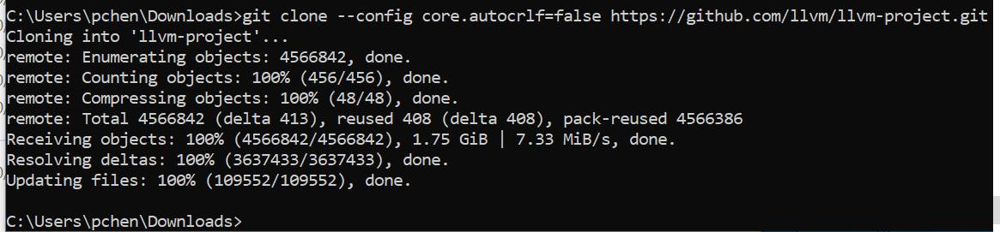 C:\Users\pchen\Downloads>git clone --config core.autocrlf=false https://github.com/llvm/llvm-project.git
Cloning into 'llvm-project'...
remote: Enumerating objects: 4566842, done.
remote: Counting objects: 100% (456/456), done.
remote: Compressing objects: 100% (48/48), done.
remote: Total 4566842 (delta 413), reused 408 (delta 408), pack-reused 4566386
Receiving objects: 100% (4566842/4566842), 1.75 GiB | 7.33 MiB/s, done.
Resolving deltas: 100% (3637433/3637433), done.
Updating files: 100% (109552/109552), done.
C:\Users\pchen\Downloads>